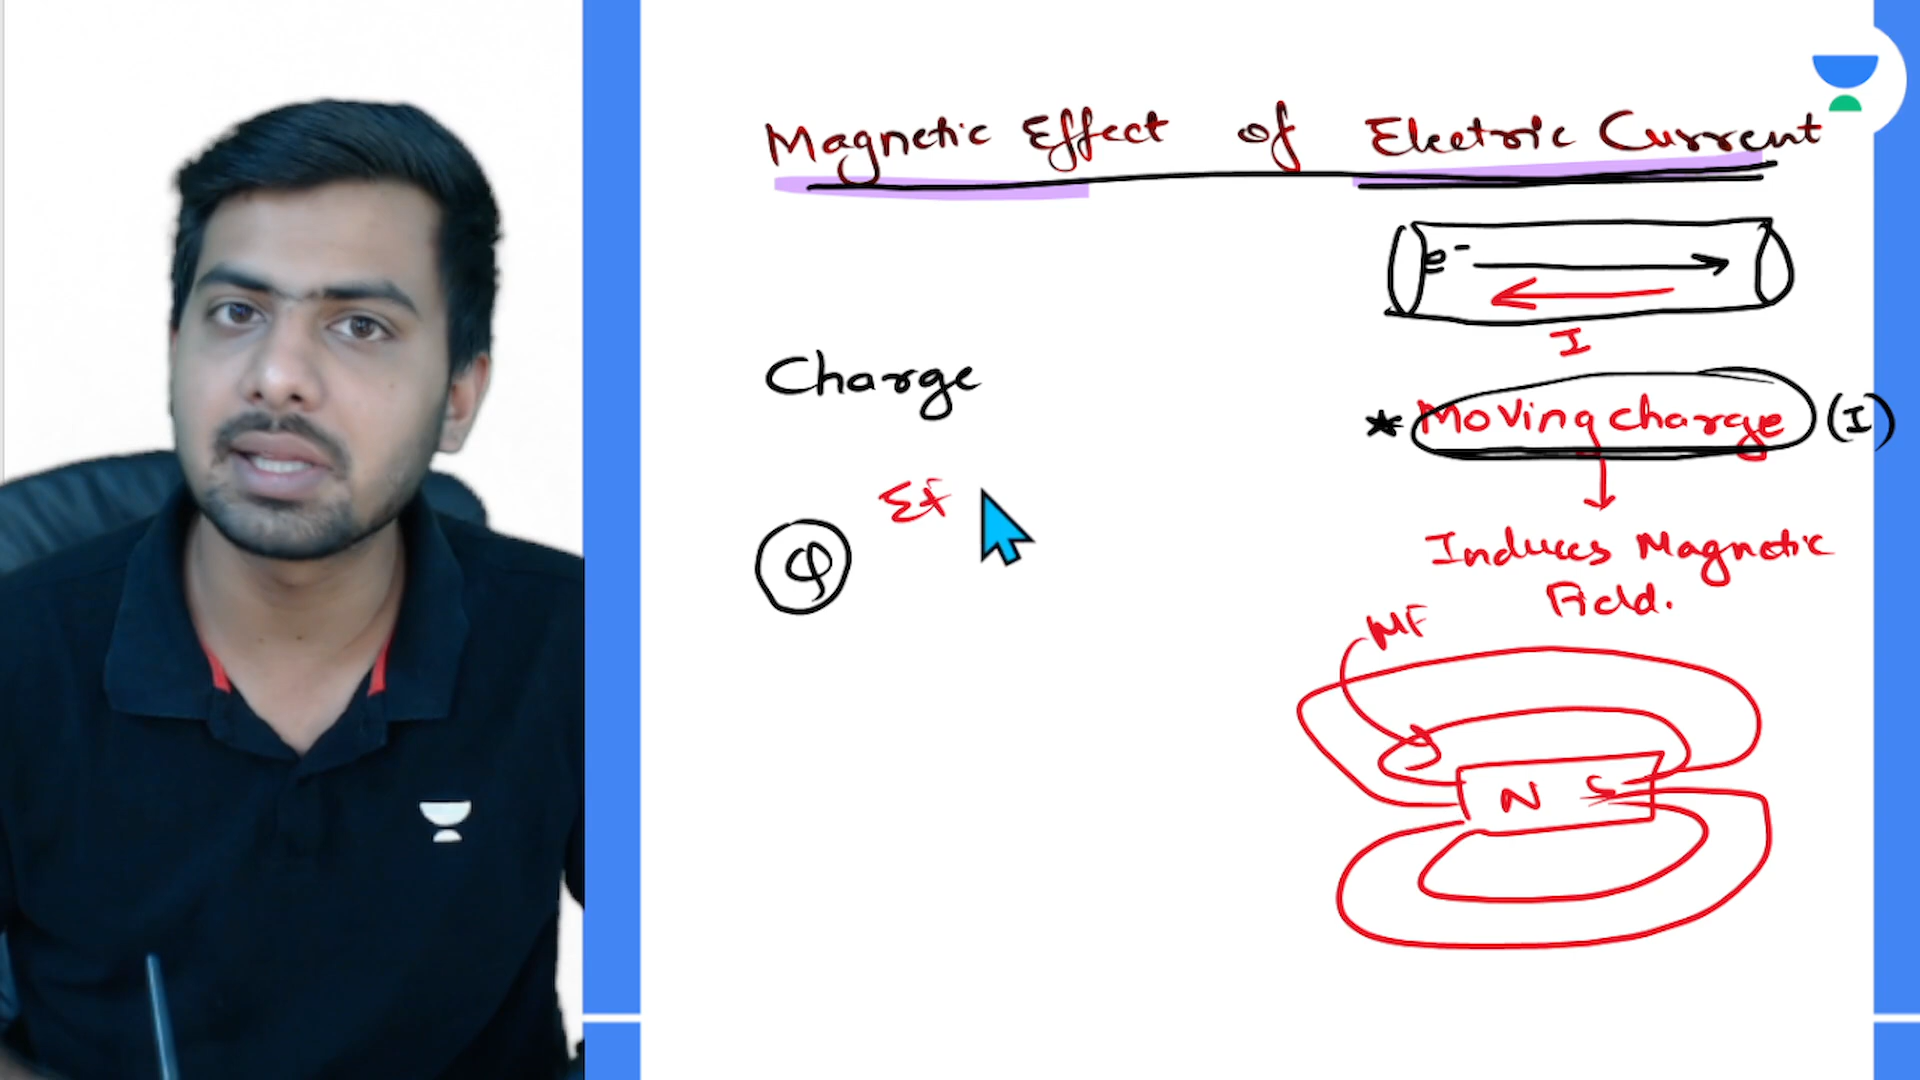 Magnetic Effect of Electric Current
e⁻
I
Charge
* Moving charge (I)
Ef
Induces Magnetic
Field.
q
MF
N S